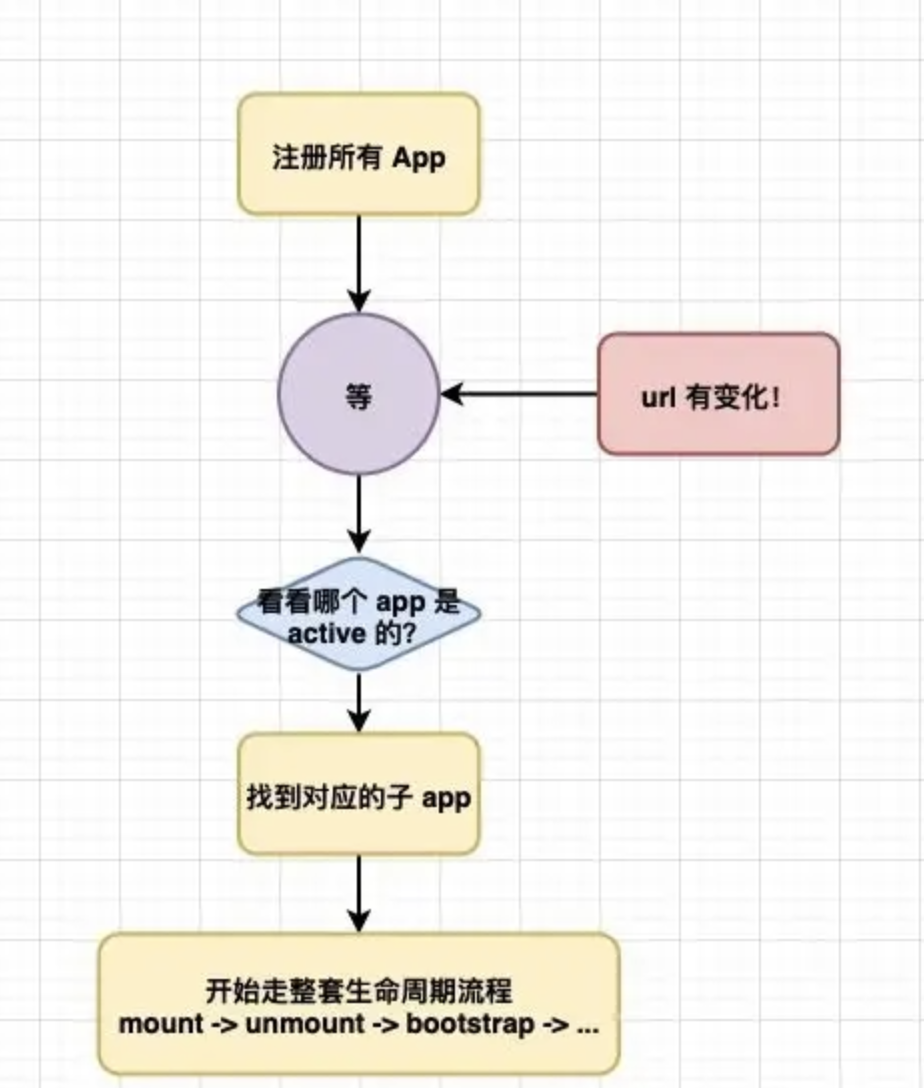 注册所有 App
等
url 有变化！
看看哪个 app 是
active 的?
找到对应的子 app
开始走整套生命周期流程
mount -> unmount -> bootstrap -> ...